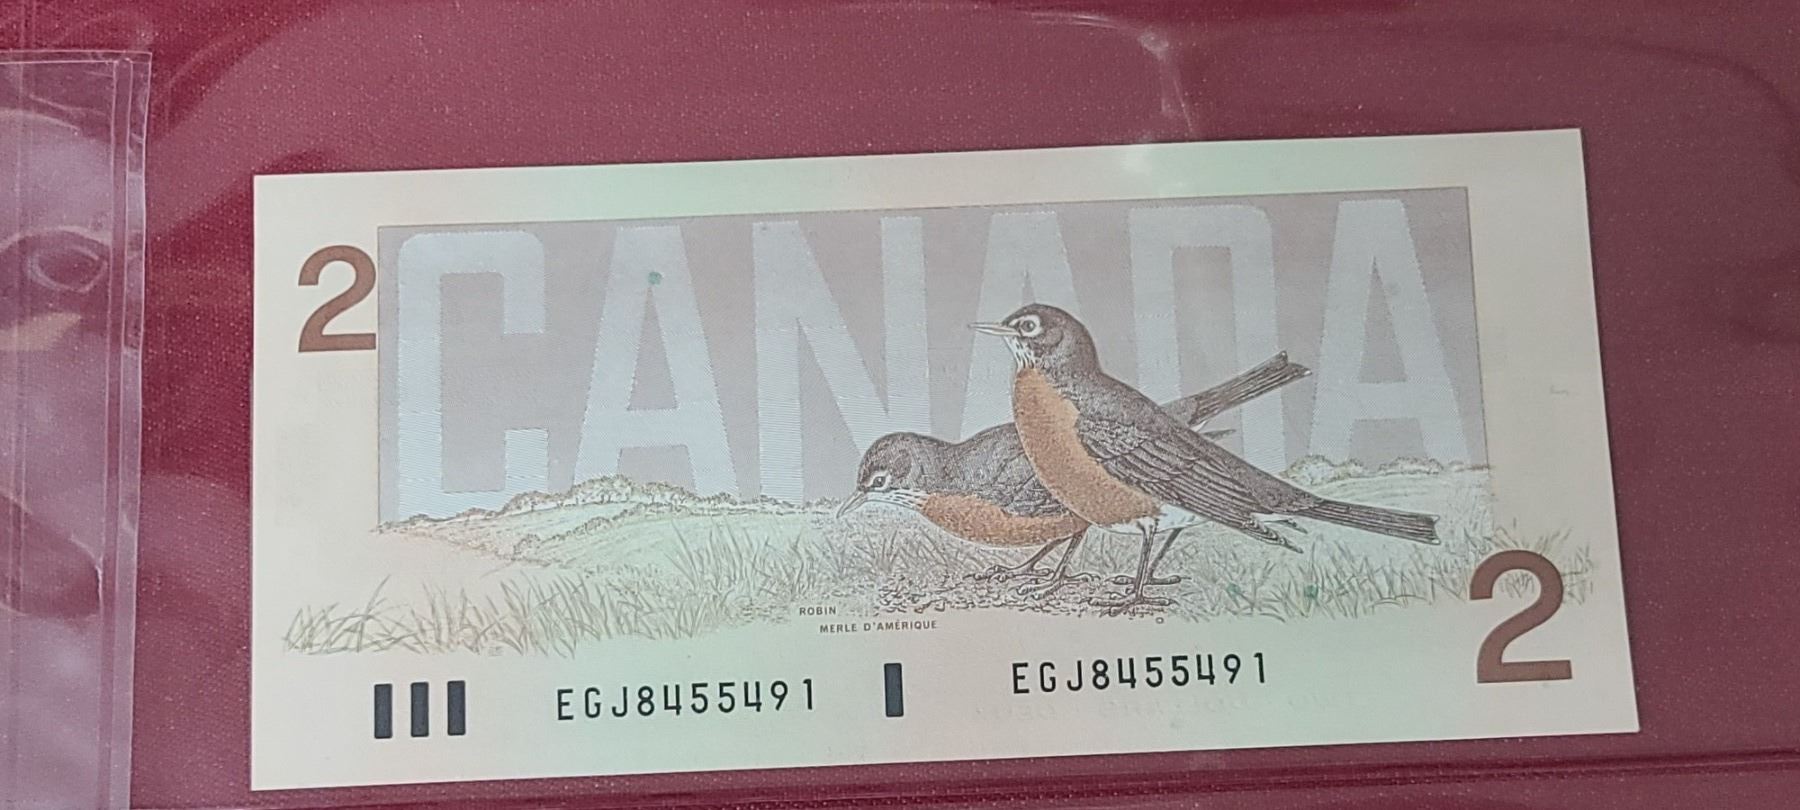 2
CANADA
ROBIN
MERLE D'AMÉRIQUE
EGJ8455491
EGJ8455491
2